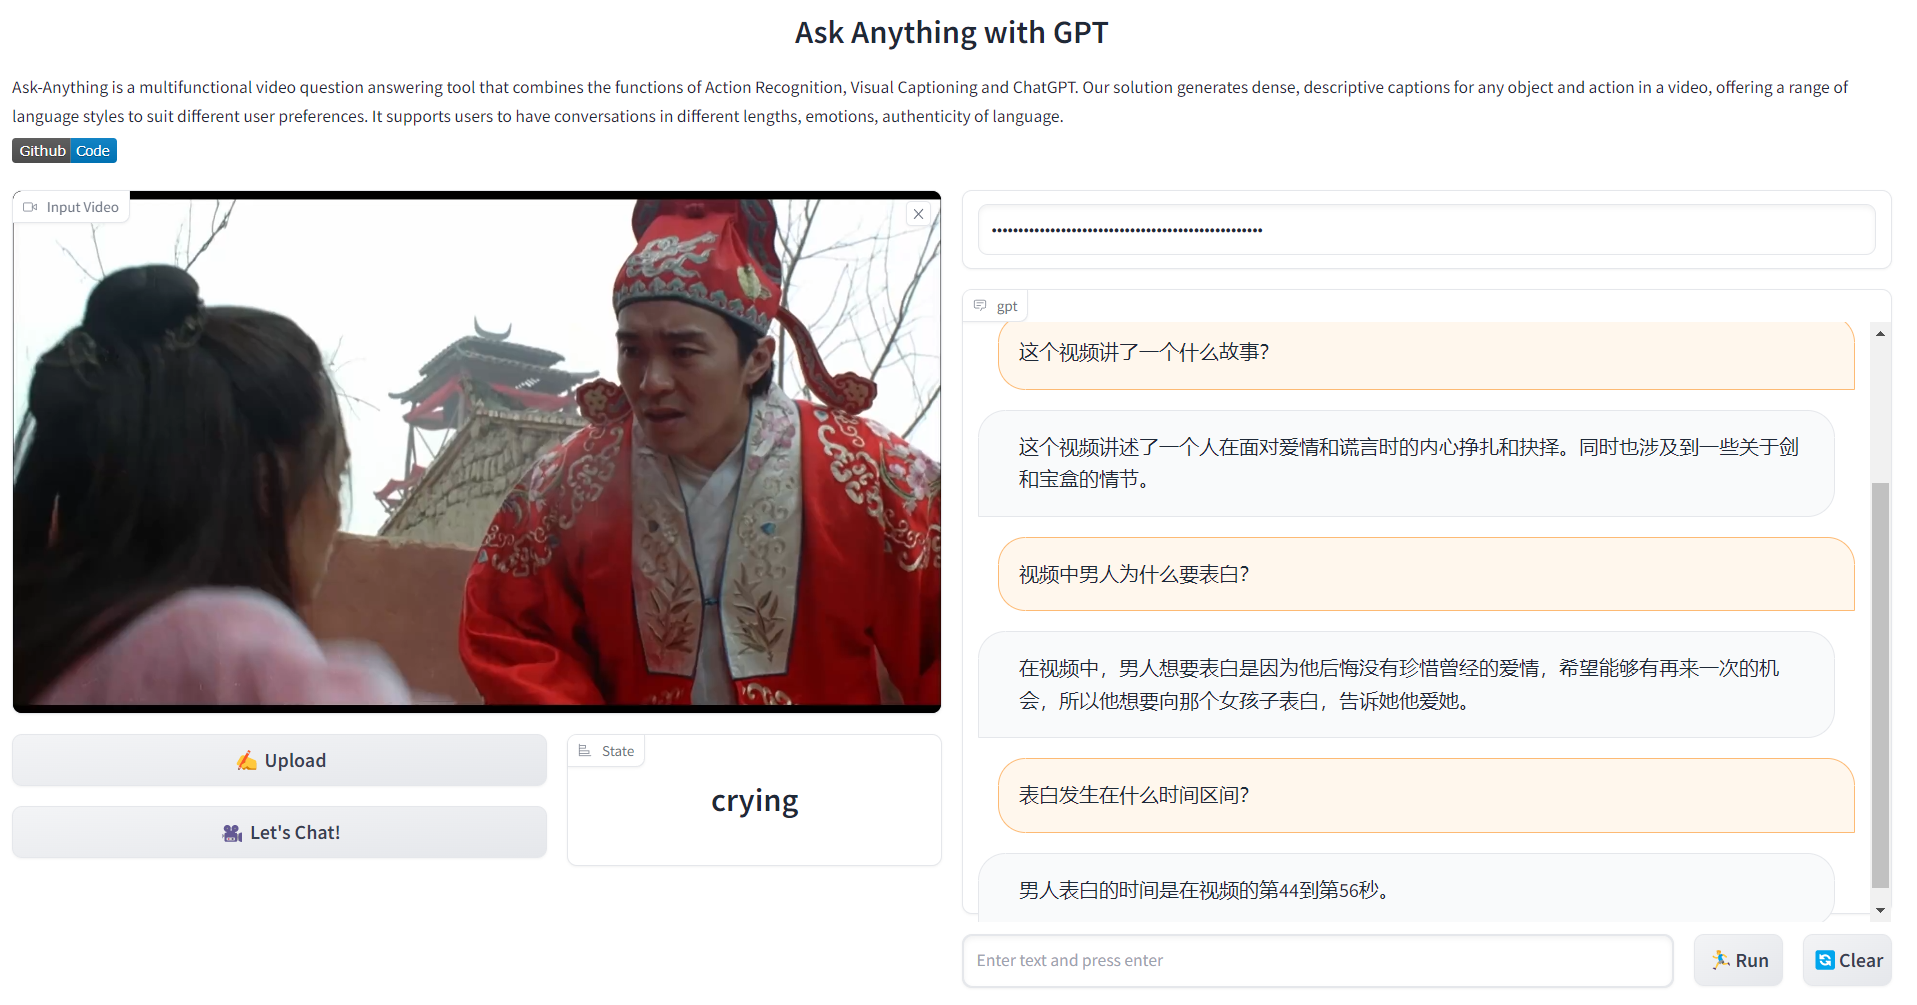 Ask Anything with GPT
Ask-Anything is a multifunctional video question answering tool that combines the functions of Action Recognition, Visual Captioning and ChatGPT. Our solution generates dense, descriptive captions for any object and action in a video, offering a range of
language styles to suit different user preferences. It supports users to have conversations in different lengths, emotions, authenticity of language.
Github Code
Input Video
Upload
Let's Chat!
State
crying
gpt
这个视频讲了一个什么故事?
这个视频讲述了一个人在面对爱情和谎言时的内心挣扎和抉择。同时也涉及到一些关于剑
和宝盒的情节。
视频中男人为什么要表白?
在视频中，男人想要表白是因为他后悔没有珍惜曾经的爱情，希望能够有再来一次的机
会，所以他想要向那个女孩子表白，告诉她他爱她。
表白发生在什么时间区间?
男人表白的时间是在视频的第44到第56秒。
Enter text and press enter
Run
Clear